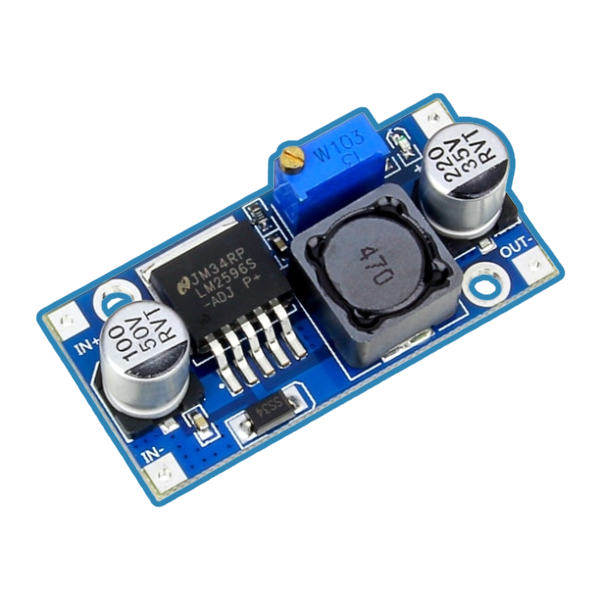 W103
220
35V
RVT
470
OUT-
JM34RP
LM2596S
-ADJ P+
100
50V
RVT
IN+
SS34
IN-
+